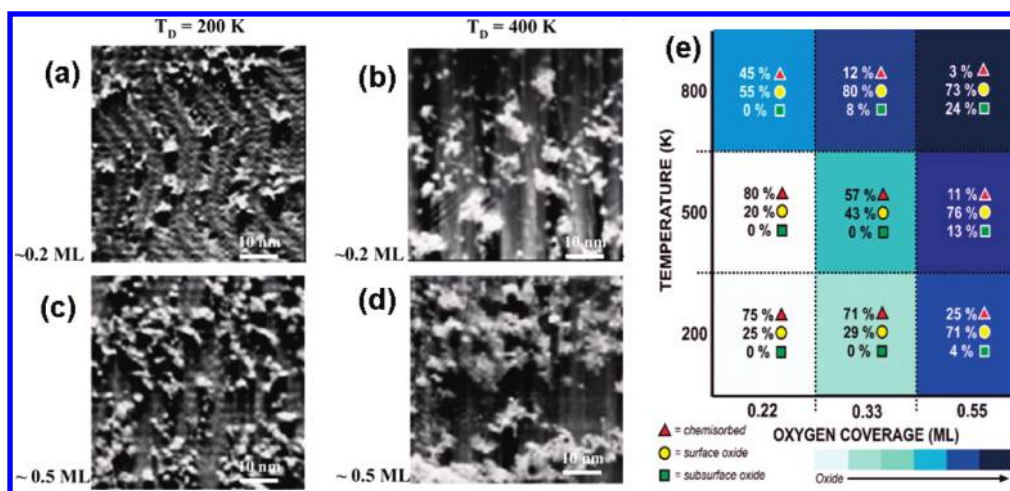 T_D = 200 K
T_D = 400 K
(a)
(b)
~0.2 ML
10 nm
~0.2 ML
10 nm
(c)
(d)
~0.5 ML
10 nm
~ 0.5 ML
10 nm
(e)
TEMPERATURE (K)
800
45 %
55 %
0 %
12 %
80 %
8 %
3 %
73 %
24 %
500
80 %
20 %
0 %
57 %
43 %
0 %
11 %
76 %
13 %
200
75 %
25 %
0 %
71 %
29 %
0 %
25 %
71 %
4 %
0.22 0.33 0.55
OXYGEN COVERAGE (ML)
= chemisorbed
= surface oxide
= subsurface oxide
Oxide